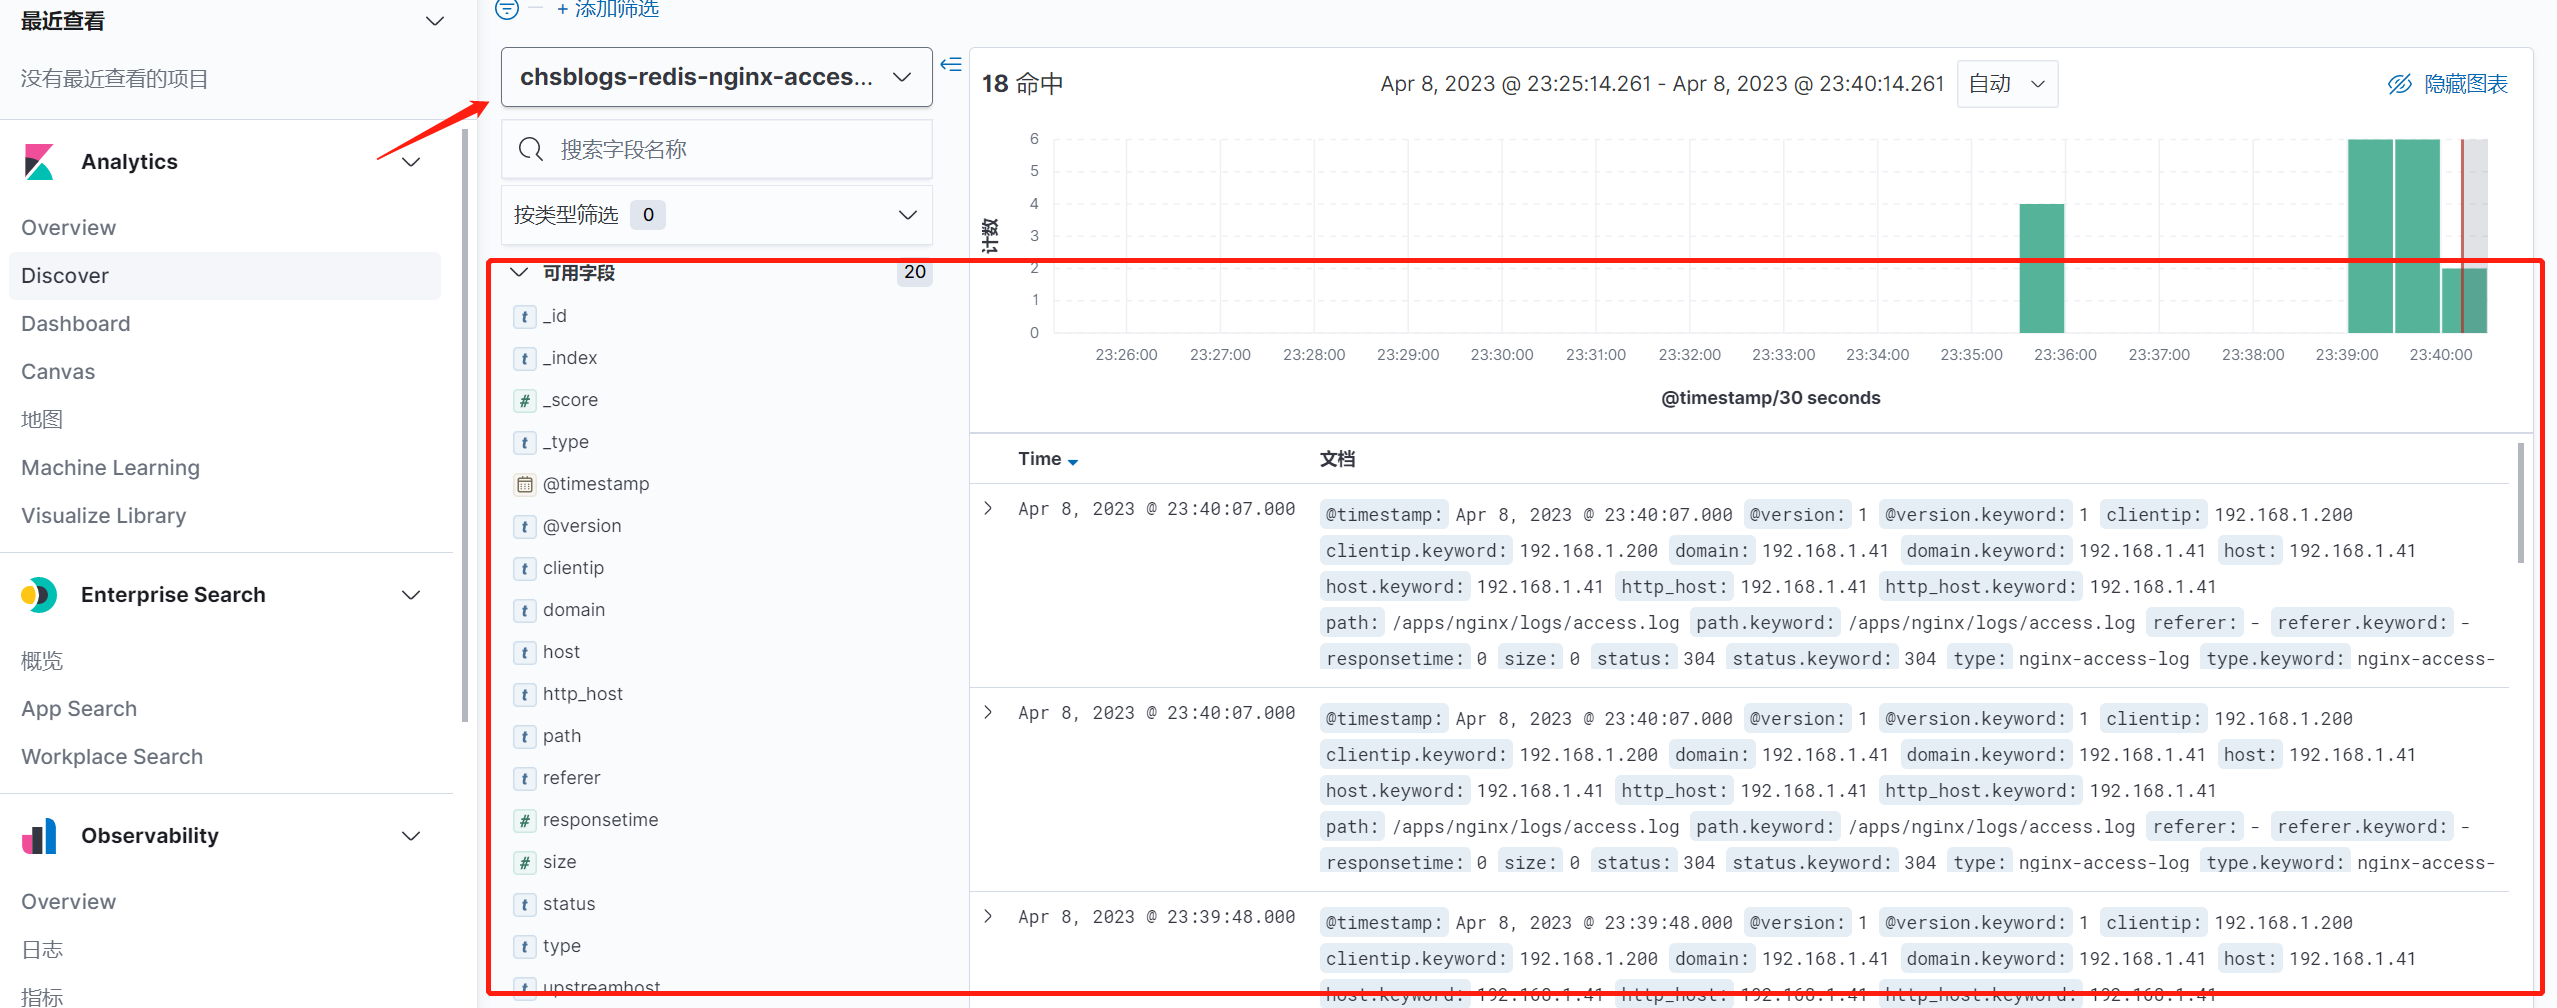 最近查看
没有最近查看的项目
Analytics
Overview
Discover
Dashboard
Canvas
地图
Machine Learning
Visualize Library
Enterprise Search
概览
App Search
Workplace Search
Observability
Overview
日志
指标
+ 添加筛选
chsblogs-redis-nginx-acces...
搜索字段名称
按类型筛选 0
可用字段 20
t _id
t _index
# _score
t _type
@timestamp
t @version
t clientip
t domain
t host
t http_host
t path
t referer
# responsetime
# size
t status
t type
t upstreamhost
18 命中
Apr 8, 2023 @ 23:25:14.261 - Apr 8, 2023 @ 23:40:14.261 自动
隐藏图表
计数
6
5
4
3
2
1
0
23:26:00 23:27:00 23:28:00 23:29:00 23:30:00 23:31:00 23:32:00 23:33:00 23:34:00 23:35:00 23:36:00 23:37:00 23:38:00 23:39:00 23:40:00
@timestamp/30 seconds
Time 文档
Apr 8, 2023 @ 23:40:07.000 @timestamp: Apr 8, 2023 @ 23:40:07.000 @version: 1 @version.keyword: 1 clientip: 192.168.1.200
clientip.keyword: 192.168.1.200 domain: 192.168.1.41 domain.keyword: 192.168.1.41 host: 192.168.1.41
host.keyword: 192.168.1.41 http_host: 192.168.1.41 http_host.keyword: 192.168.1.41
path: /apps/nginx/logs/access.log path.keyword: /apps/nginx/logs/access.log referer: - referer.keyword: -
responsetime: 0 size: 0 status: 304 status.keyword: 304 type: nginx-access-log type.keyword: nginx-access-
Apr 8, 2023 @ 23:40:07.000 @timestamp: Apr 8, 2023 @ 23:40:07.000 @version: 1 @version.keyword: 1 clientip: 192.168.1.200
clientip.keyword: 192.168.1.200 domain: 192.168.1.41 domain.keyword: 192.168.1.41 host: 192.168.1.41
host.keyword: 192.168.1.41 http_host: 192.168.1.41 http_host.keyword: 192.168.1.41
path: /apps/nginx/logs/access.log path.keyword: /apps/nginx/logs/access.log referer: - referer.keyword: -
responsetime: 0 size: 0 status: 304 status.keyword: 304 type: nginx-access-log type.keyword: nginx-access-
Apr 8, 2023 @ 23:39:48.000 @timestamp: Apr 8, 2023 @ 23:39:48.000 @version: 1 @version.keyword: 1 clientip: 192.168.1.200
clientip.keyword: 192.168.1.200 domain: 192.168.1.41 domain.keyword: 192.168.1.41 host: 192.168.1.41
host.keyword: 192.168.1.41 http_host: 192.168.1.41 http_host.keyword: 192.168.1.41